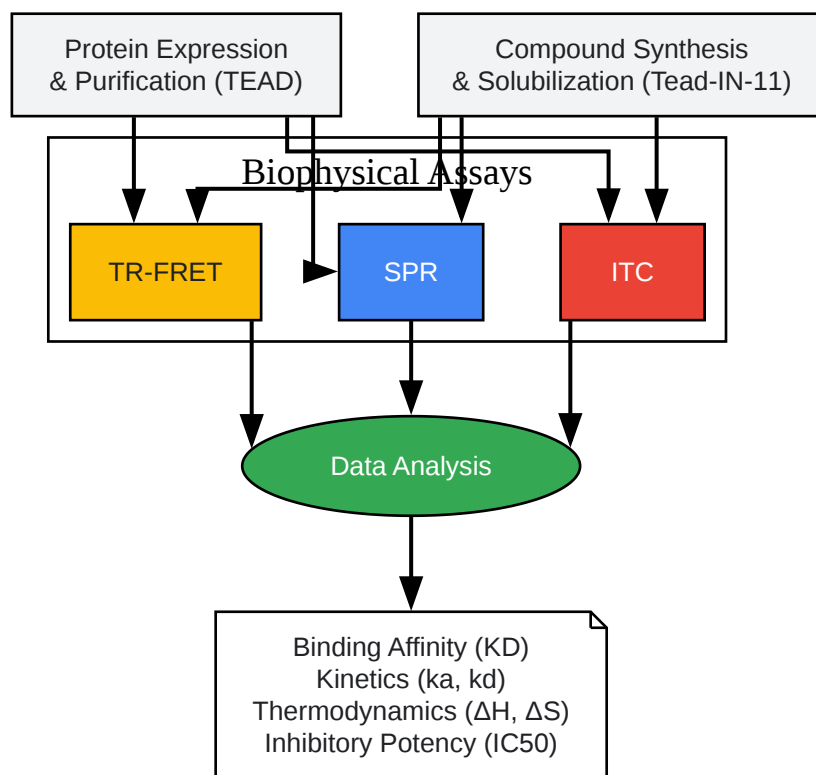 Protein Expression
& Purification (TEAD)
Compound Synthesis
& Solubilization (Tead-IN-11)
Biophysical Assays
TR-FRET
SPR
ITC
Data Analysis
Binding Affinity (KD)
Kinetics (ka, kd)
Thermodynamics (ΔH, ΔS)
Inhibitory Potency (IC50)